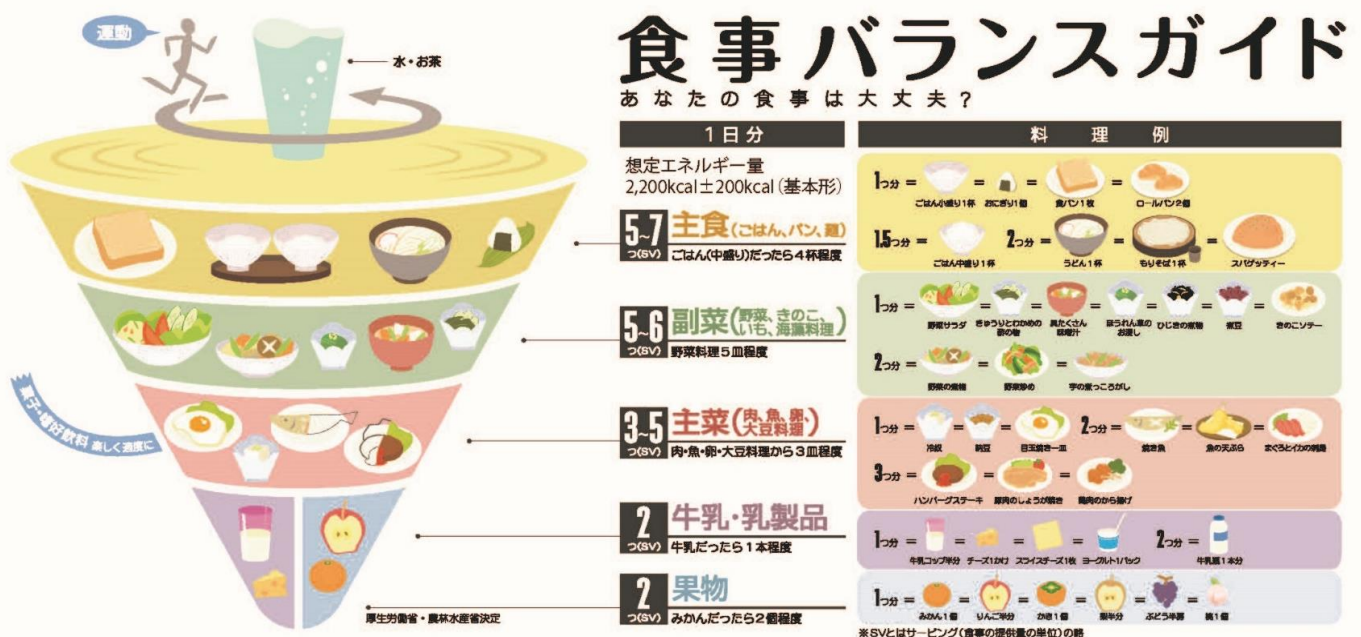 運動
水・お茶
菓子・嗜好飲料 楽しく適度に
厚生労働省・農林水産省決定
食事バランスガイド
あなたの食事は大丈夫？
1日分
想定エネルギー量
2,200kcal±200kcal(基本形)
5~7 つ(SV) 主食(ごはん、パン、麺)
ごはん(中盛り)だったら4杯程度
5~6 つ(SV) 副菜(野菜、きのこ、いも、海藻料理)
野菜料理5皿程度
3~5 つ(SV) 主菜(肉、魚、卵、大豆料理)
肉・魚・卵・大豆料理から3皿程度
2 つ(SV) 牛乳・乳製品
牛乳だったら1本程度
2 つ(SV) 果物
みかんだったら2個程度
料理例
1つ分 = = = =
ごはん小盛り1杯 おにぎり1個 食パン1枚 ロールパン2個
1.5つ分 = 2つ分 = = =
ごはん中盛り1杯 うどん1杯 もりそば1杯 スパゲッティー
1つ分 = = = = = = =
野菜サラダ きゅうりとわかめの酢の物 具たくさん味噌汁 ほうれん草のお浸し ひじきの煮物 煮豆 きのこソテー
2つ分 = = =
野菜の煮物 野菜炒め 芋の煮っころがし
1つ分 = = = 2つ分 = = =
冷奴 納豆 目玉焼き一皿 焼き魚 魚の天ぷら まぐろとイカの刺身
3つ分 = = =
ハンバーグステーキ 豚肉のしょうが焼き 鶏肉のから揚げ
1つ分 = = = = 2つ分 =
牛乳コップ半分 チーズ1かけ スライスチーズ1枚 ヨーグルト1パック 牛乳瓶1本分
1つ分 = = = = = =
みかん1個 りんご半分 かき1個 梨半分 ぶどう半房 桃1個
※SVとはサービング(食事の提供量の単位)の略